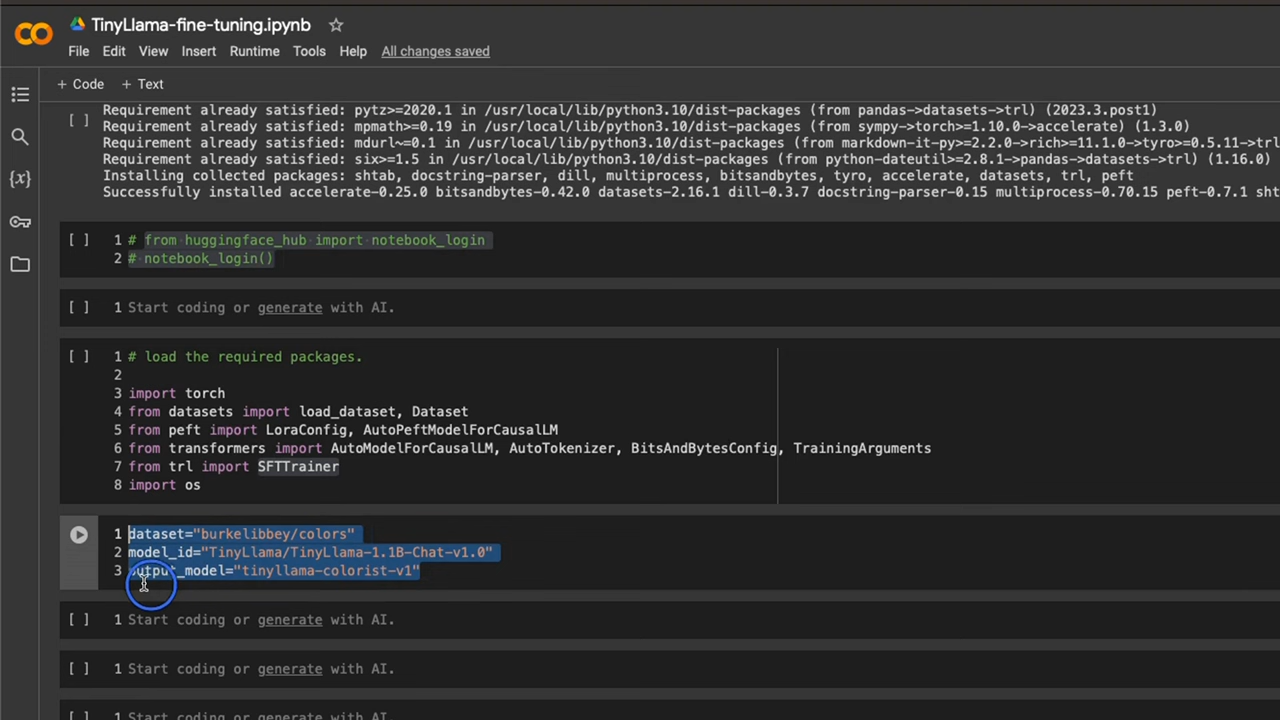 TinyLlama-fine-tuning.ipynb
File Edit View Insert Runtime Tools Help All changes saved
+ Code + Text
Requirement already satisfied: pytz>=2020.1 in /usr/local/lib/python3.10/dist-packages (from pandas->datasets->trl) (2023.3.post1)
[ ] Requirement already satisfied: mpmath>=0.19 in /usr/local/lib/python3.10/dist-packages (from sympy->torch>=1.10.0->accelerate) (1.3.0)
Requirement already satisfied: mdurl~=0.1 in /usr/local/lib/python3.10/dist-packages (from markdown-it-py>=2.2.0->rich>=11.1.0->tyro>=0.5.11->trl
Requirement already satisfied: six>=1.5 in /usr/local/lib/python3.10/dist-packages (from python-dateutil>=2.8.1->pandas->datasets->trl) (1.16.0)
Installing collected packages: shtab, docstring-parser, dill, multiprocess, bitsandbytes, tyro, accelerate, datasets, trl, peft
Successfully installed accelerate-0.25.0 bitsandbytes-0.42.0 datasets-2.16.1 dill-0.3.7 docstring-parser-0.15 multiprocess-0.70.15 peft-0.7.1 sht
[ ] 1 # from huggingface_hub import notebook_login
2 # notebook_login()
[ ] 1 Start coding or generate with AI.
[ ] 1 # load the required packages.
2
3 import torch
4 from datasets import load_dataset, Dataset
5 from peft import LoraConfig, AutoPeftModelForCausalLM
6 from transformers import AutoModelForCausalLM, AutoTokenizer, BitsAndBytesConfig, TrainingArguments
7 from trl import SFTTrainer
8 import os
1 dataset="burkelibbey/colors"
2 model_id="TinyLlama/TinyLlama-1.1B-Chat-v1.0"
3 output_model="tinyllama-colorist-v1"
[ ] 1 Start coding or generate with AI.
[ ] 1 Start coding or generate with AI.
[ ] 1 Start coding or generate with AI.